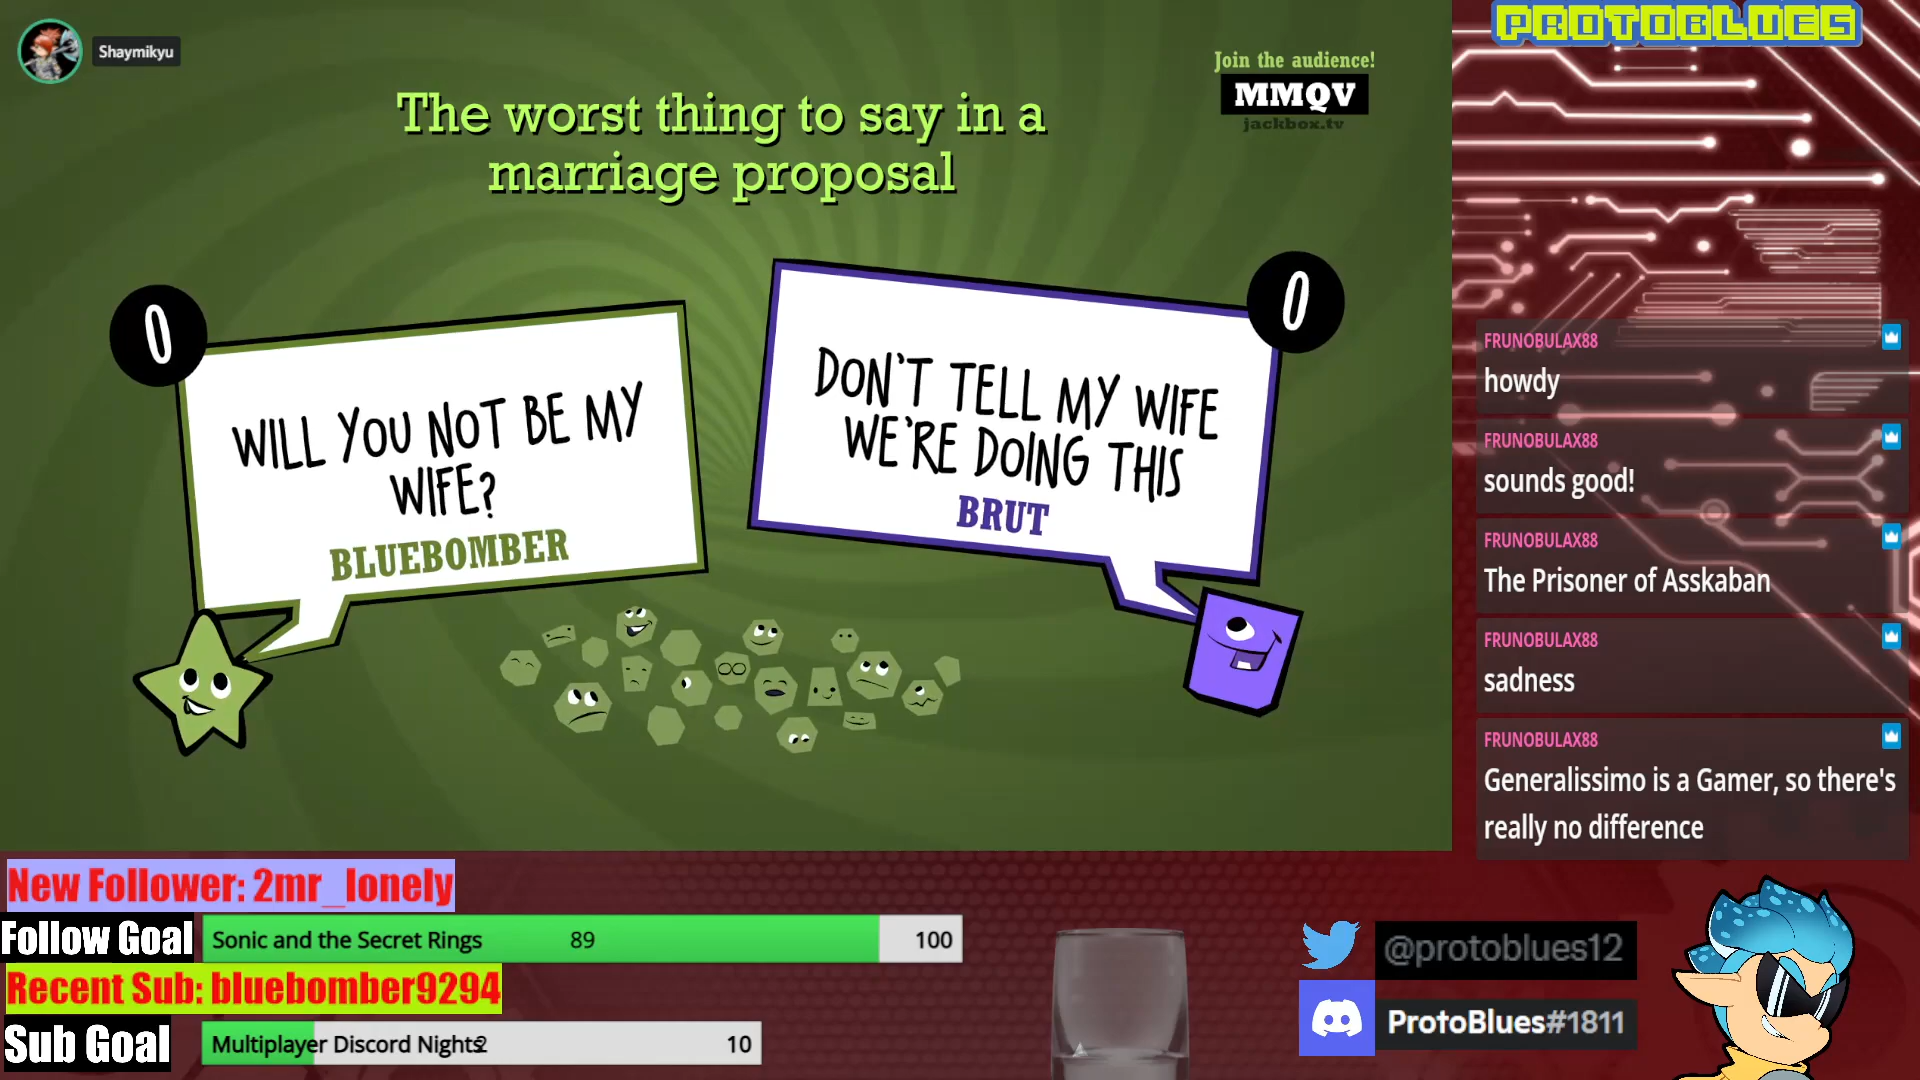 Shaymikyu
Join the audience!
MMQV
jackbox.tv
The worst thing to say in a
marriage proposal
0
WILL YOU NOT BE MY
WIFE?
BLUEBOMBER
0
DON'T TELL MY WIFE
WE'RE DOING THIS
BRUT
PROTOBLUES
FRUNOBULAX88
howdy
FRUNOBULAX88
sounds good!
FRUNOBULAX88
The Prisoner of Asskaban
FRUNOBULAX88
sadness
FRUNOBULAX88
Generalissimo is a Gamer, so there's
really no difference
New Follower: 2mr_lonely
Follow Goal
Sonic and the Secret Rings 89 100
Recent Sub: bluebomber9294
Sub Goal
Multiplayer Discord Nights 2 10
@protoblues12
ProtoBlues#1811